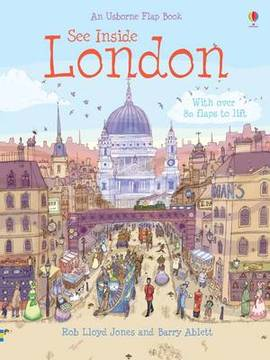 An Usborne Flap Book
See Inside
London
With over
80 flaps to lift
Rob Lloyd Jones and Barry Ablett